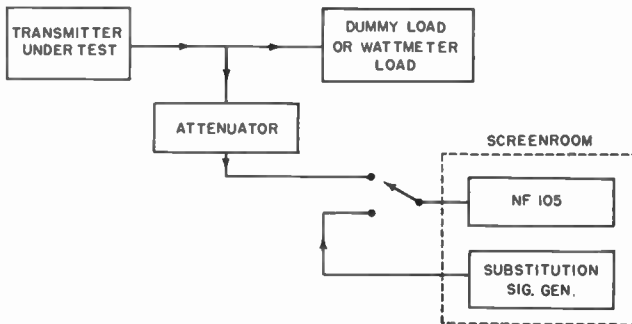 TRANSMITTER
UNDER TEST
DUMMY LOAD
OR WATTMETER
LOAD
ATTENUATOR
SCREENROOM
NF 105
SUBSTITUTION
SIG. GEN.